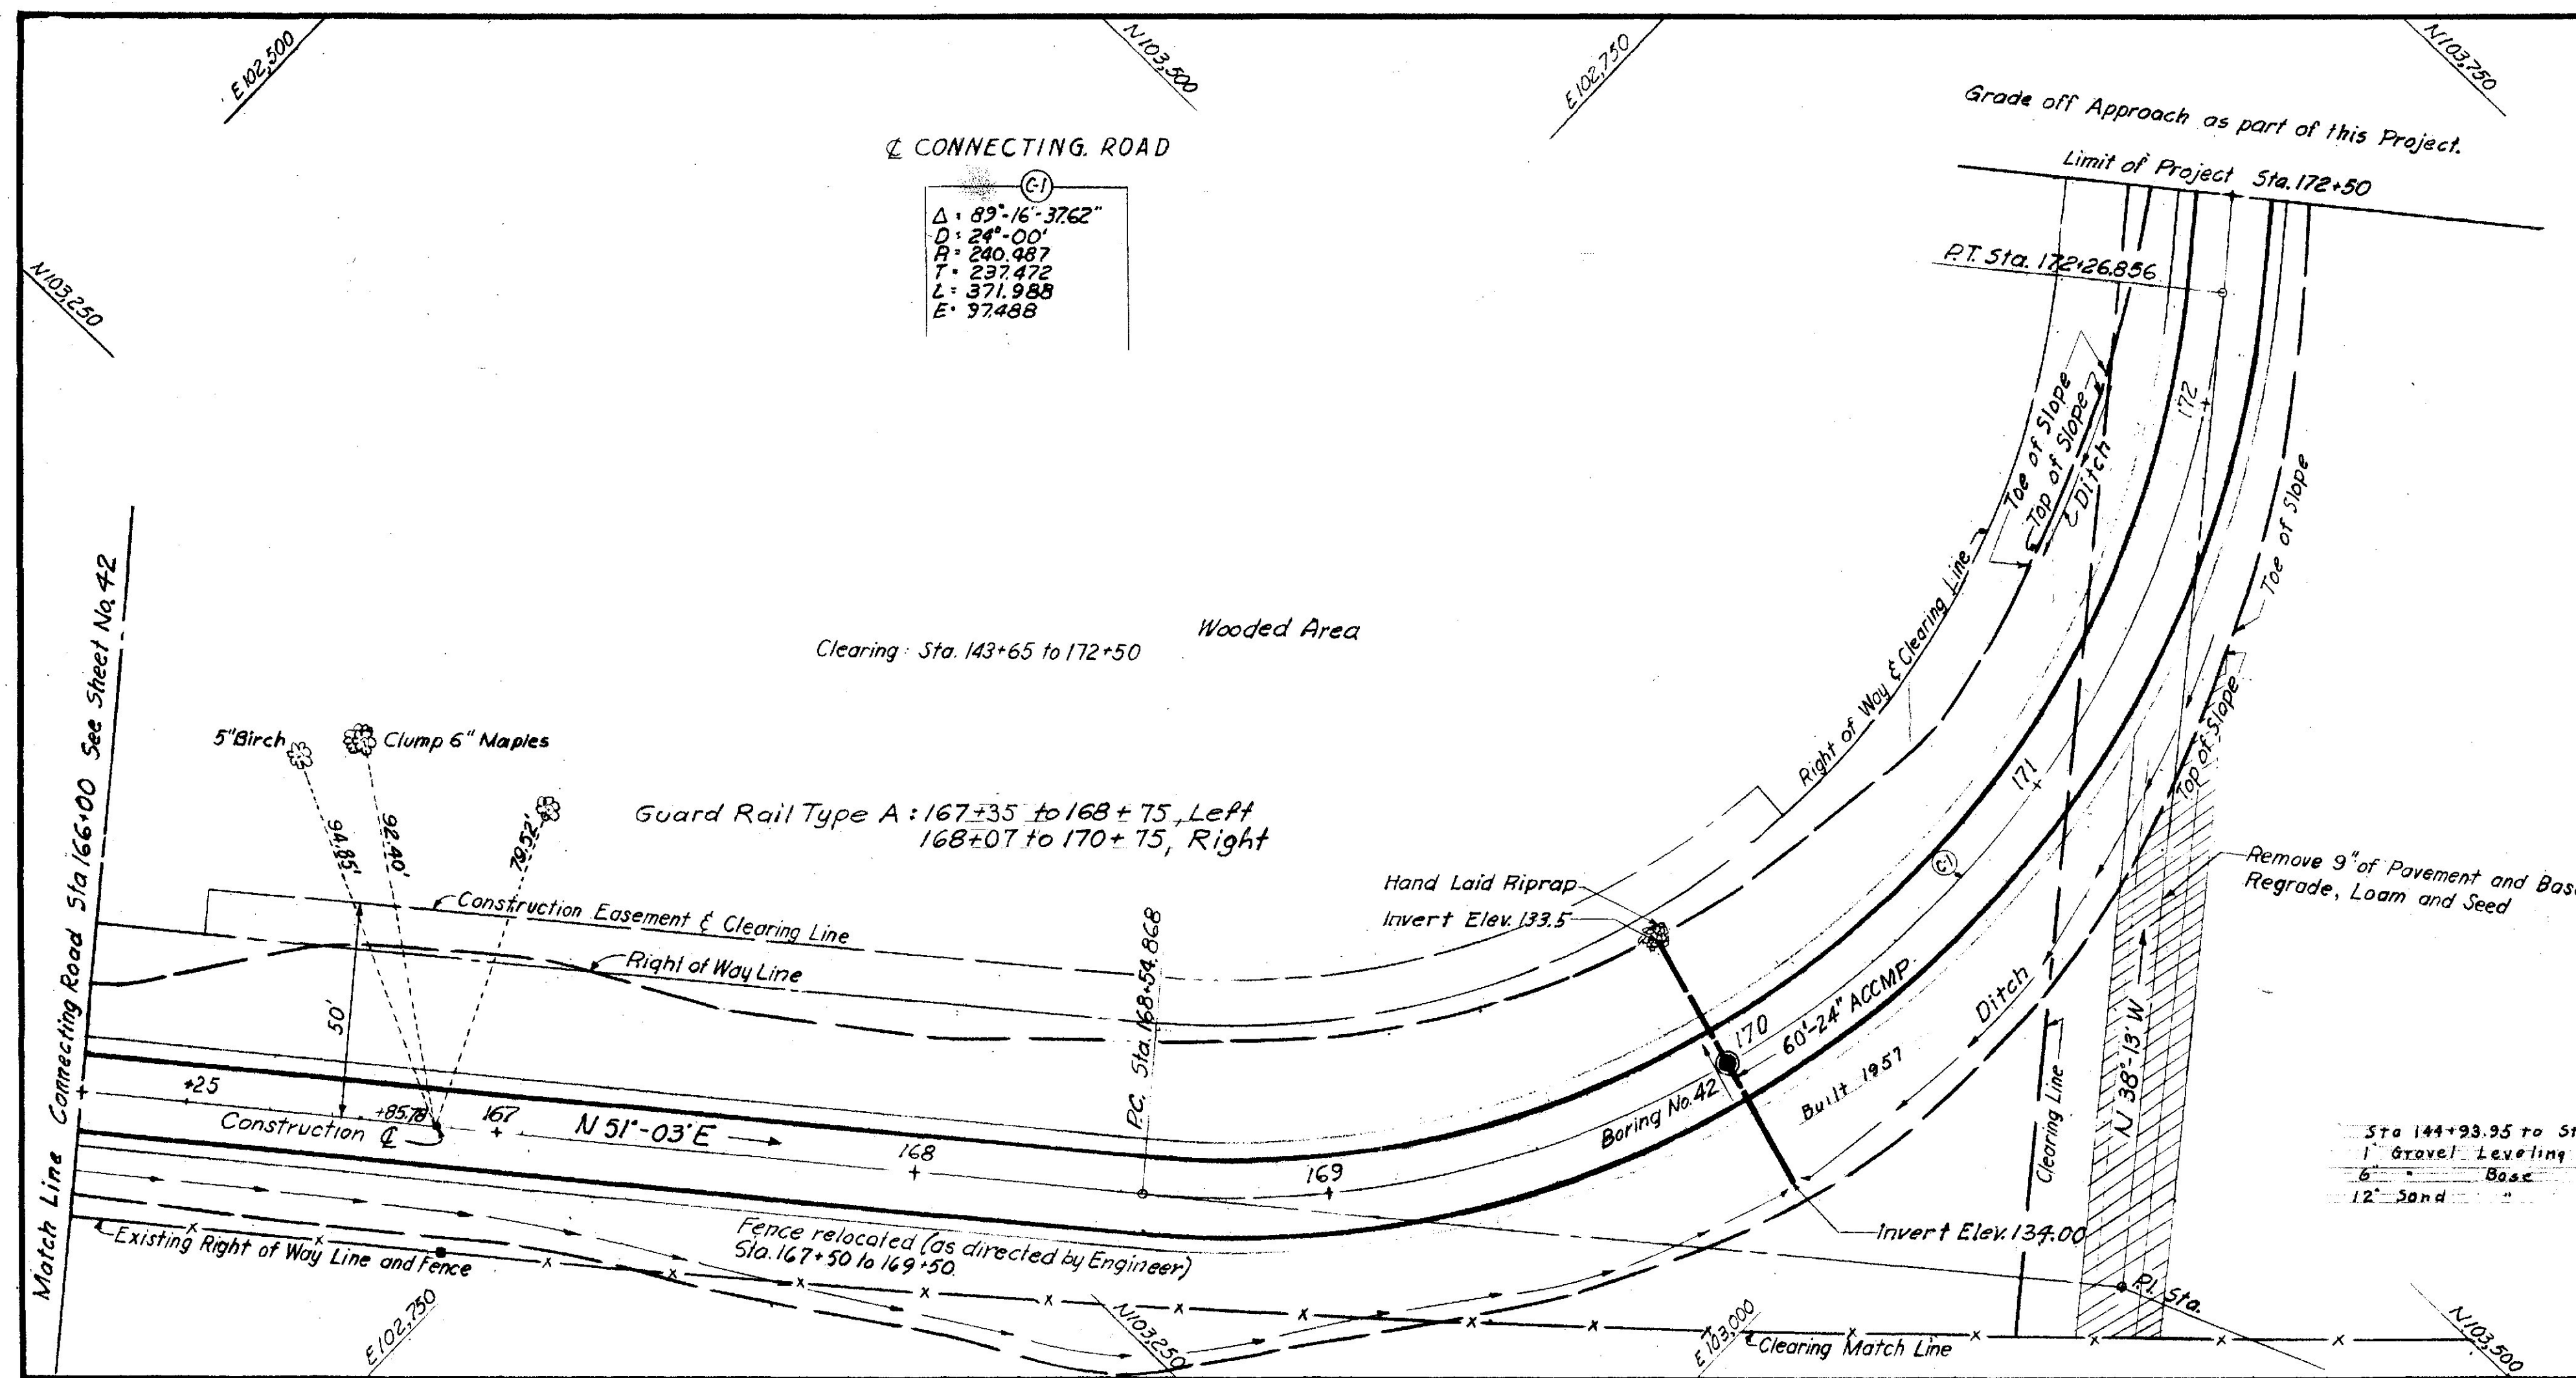 E 102,500
N103,500
E 102,750
N103,750
Grade off Approach as part of this Project.
Limit of Project Sta. 172+50
℄ CONNECTING. ROAD
C-1
Δ = 89°-16'-37.62"
D = 24°-00'
R = 240.487
T = 237.472
L = 371.988
E = 97.488
P.T. Sta. 172+26.856
N103,250
172
Toe of Slope
Top of Slope
Ditch
Toe of Slope
Right of Way & Clearing Line
Wooded Area
Clearing: Sta. 143+65 to 172+50
5" Birch
Clump 6" Maples
94.85'
92.40'
79.52'
Guard Rail Type A : 167+35 to 168+75, Left
168+07 to 170+75, Right
Top of Slope
171
C-1
Remove 9" of Pavement and Bas
Regrade, Loam and Seed
Hand Laid Riprap
Invert Elev. 133.5
Construction Easement & Clearing Line
Right of Way Line
50'
P.C. Sta. 168+54.868
170
60'-24" ACCMP
Ditch
Built 1957
Boring No. 42
Clearing Line
N 38°-13' W
Match Line Connecting Road Sta 166+00 See Sheet No. 42
+25
Construction ℄
+85.78
167
N 51°-03' E
168
169
Sta 144+93.95 to St
1" Gravel Leveling
6" " Base
12" Sand "
Existing Right of Way Line and Fence
Fence relocated (as directed by Engineer)
Sta. 167+50 to 169+50.
Invert Elev. 134.00
P.I. Sta.
E 102,750
N103,250
E 103,000
Clearing Match Line
N103,500